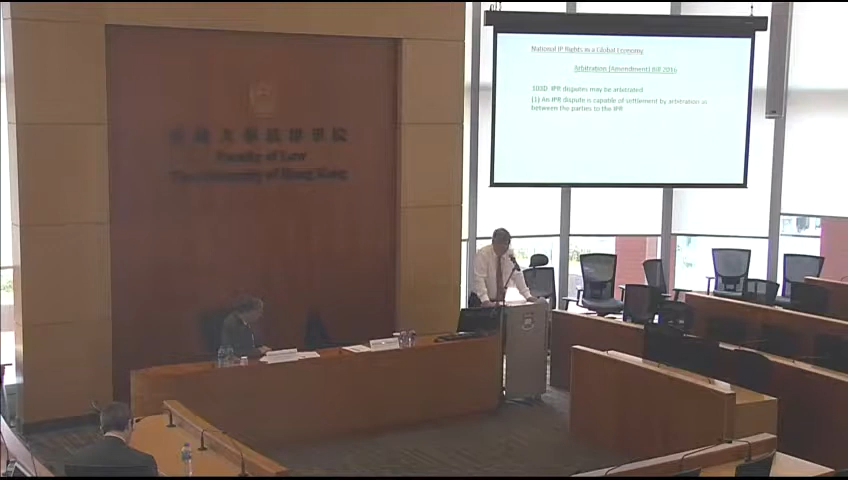 National IP Rights in a Global Economy
Arbitration (Amendment) Bill 2016
103D IPR disputes may be arbitrated
(1) An IPR dispute is capable of settlement by arbitration as
between the parties to the IPR
香港大學法律學院
Faculty of Law
The University of Hong Kong